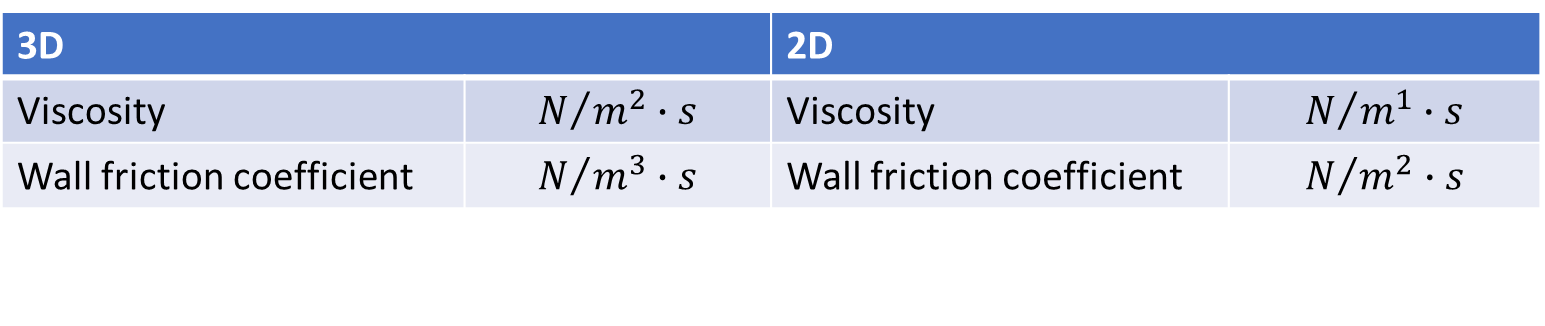 3D 2D
Viscosity N/m² · s Viscosity N/m¹ · s
Wall friction coefficient N/m³ · s Wall friction coefficient N/m² · s